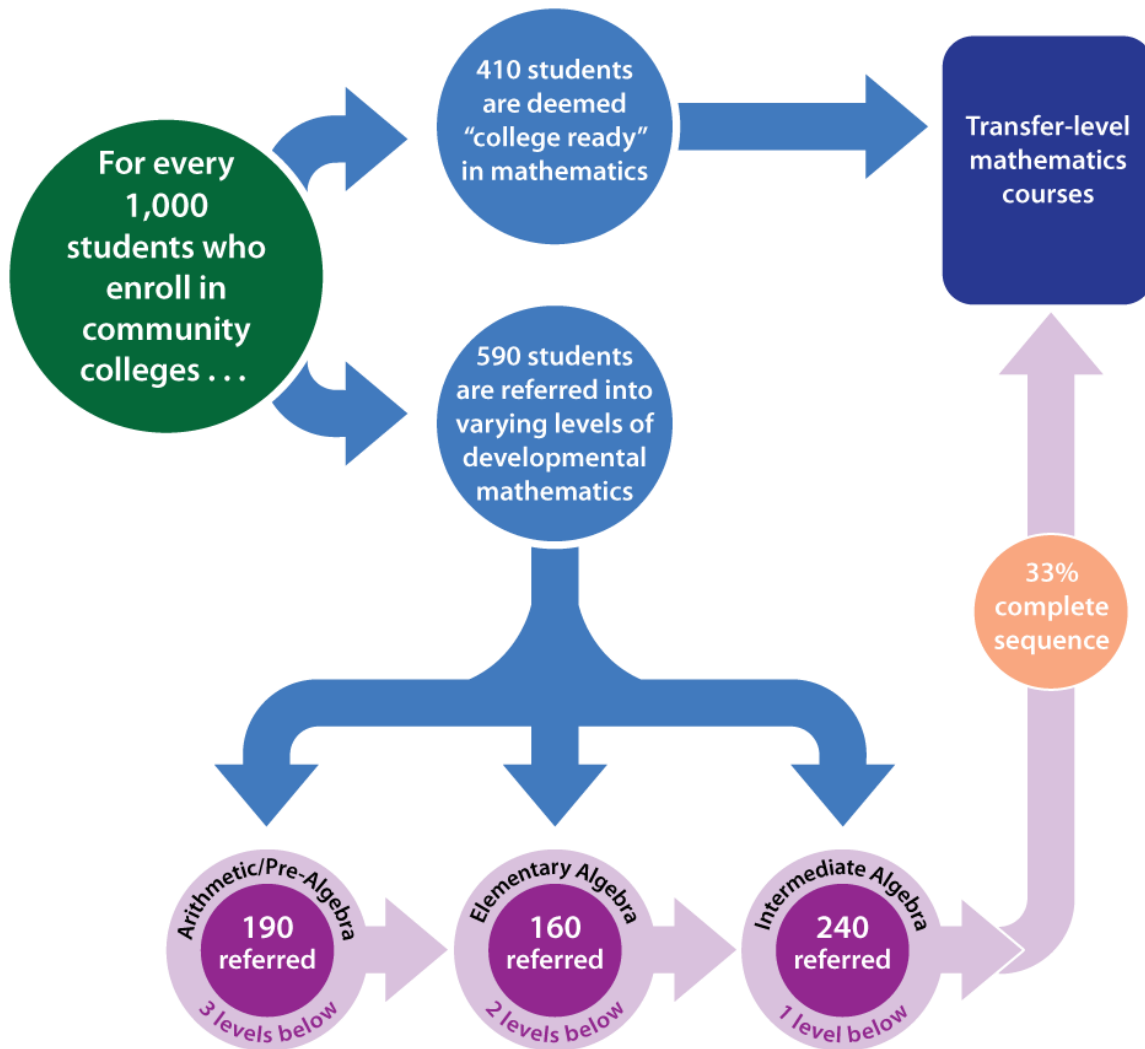 For every
1,000
students who
enroll in
community
colleges . . .
410 students
are deemed
“college ready”
in mathematics
Transfer-level
mathematics
courses
590 students
are referred into
varying levels of
developmental
mathematics
33%
complete
sequence
Arithmetic/Pre-Algebra
190
referred
3 levels below
Elementary Algebra
160
referred
2 levels below
Intermediate Algebra
240
referred
1 level below